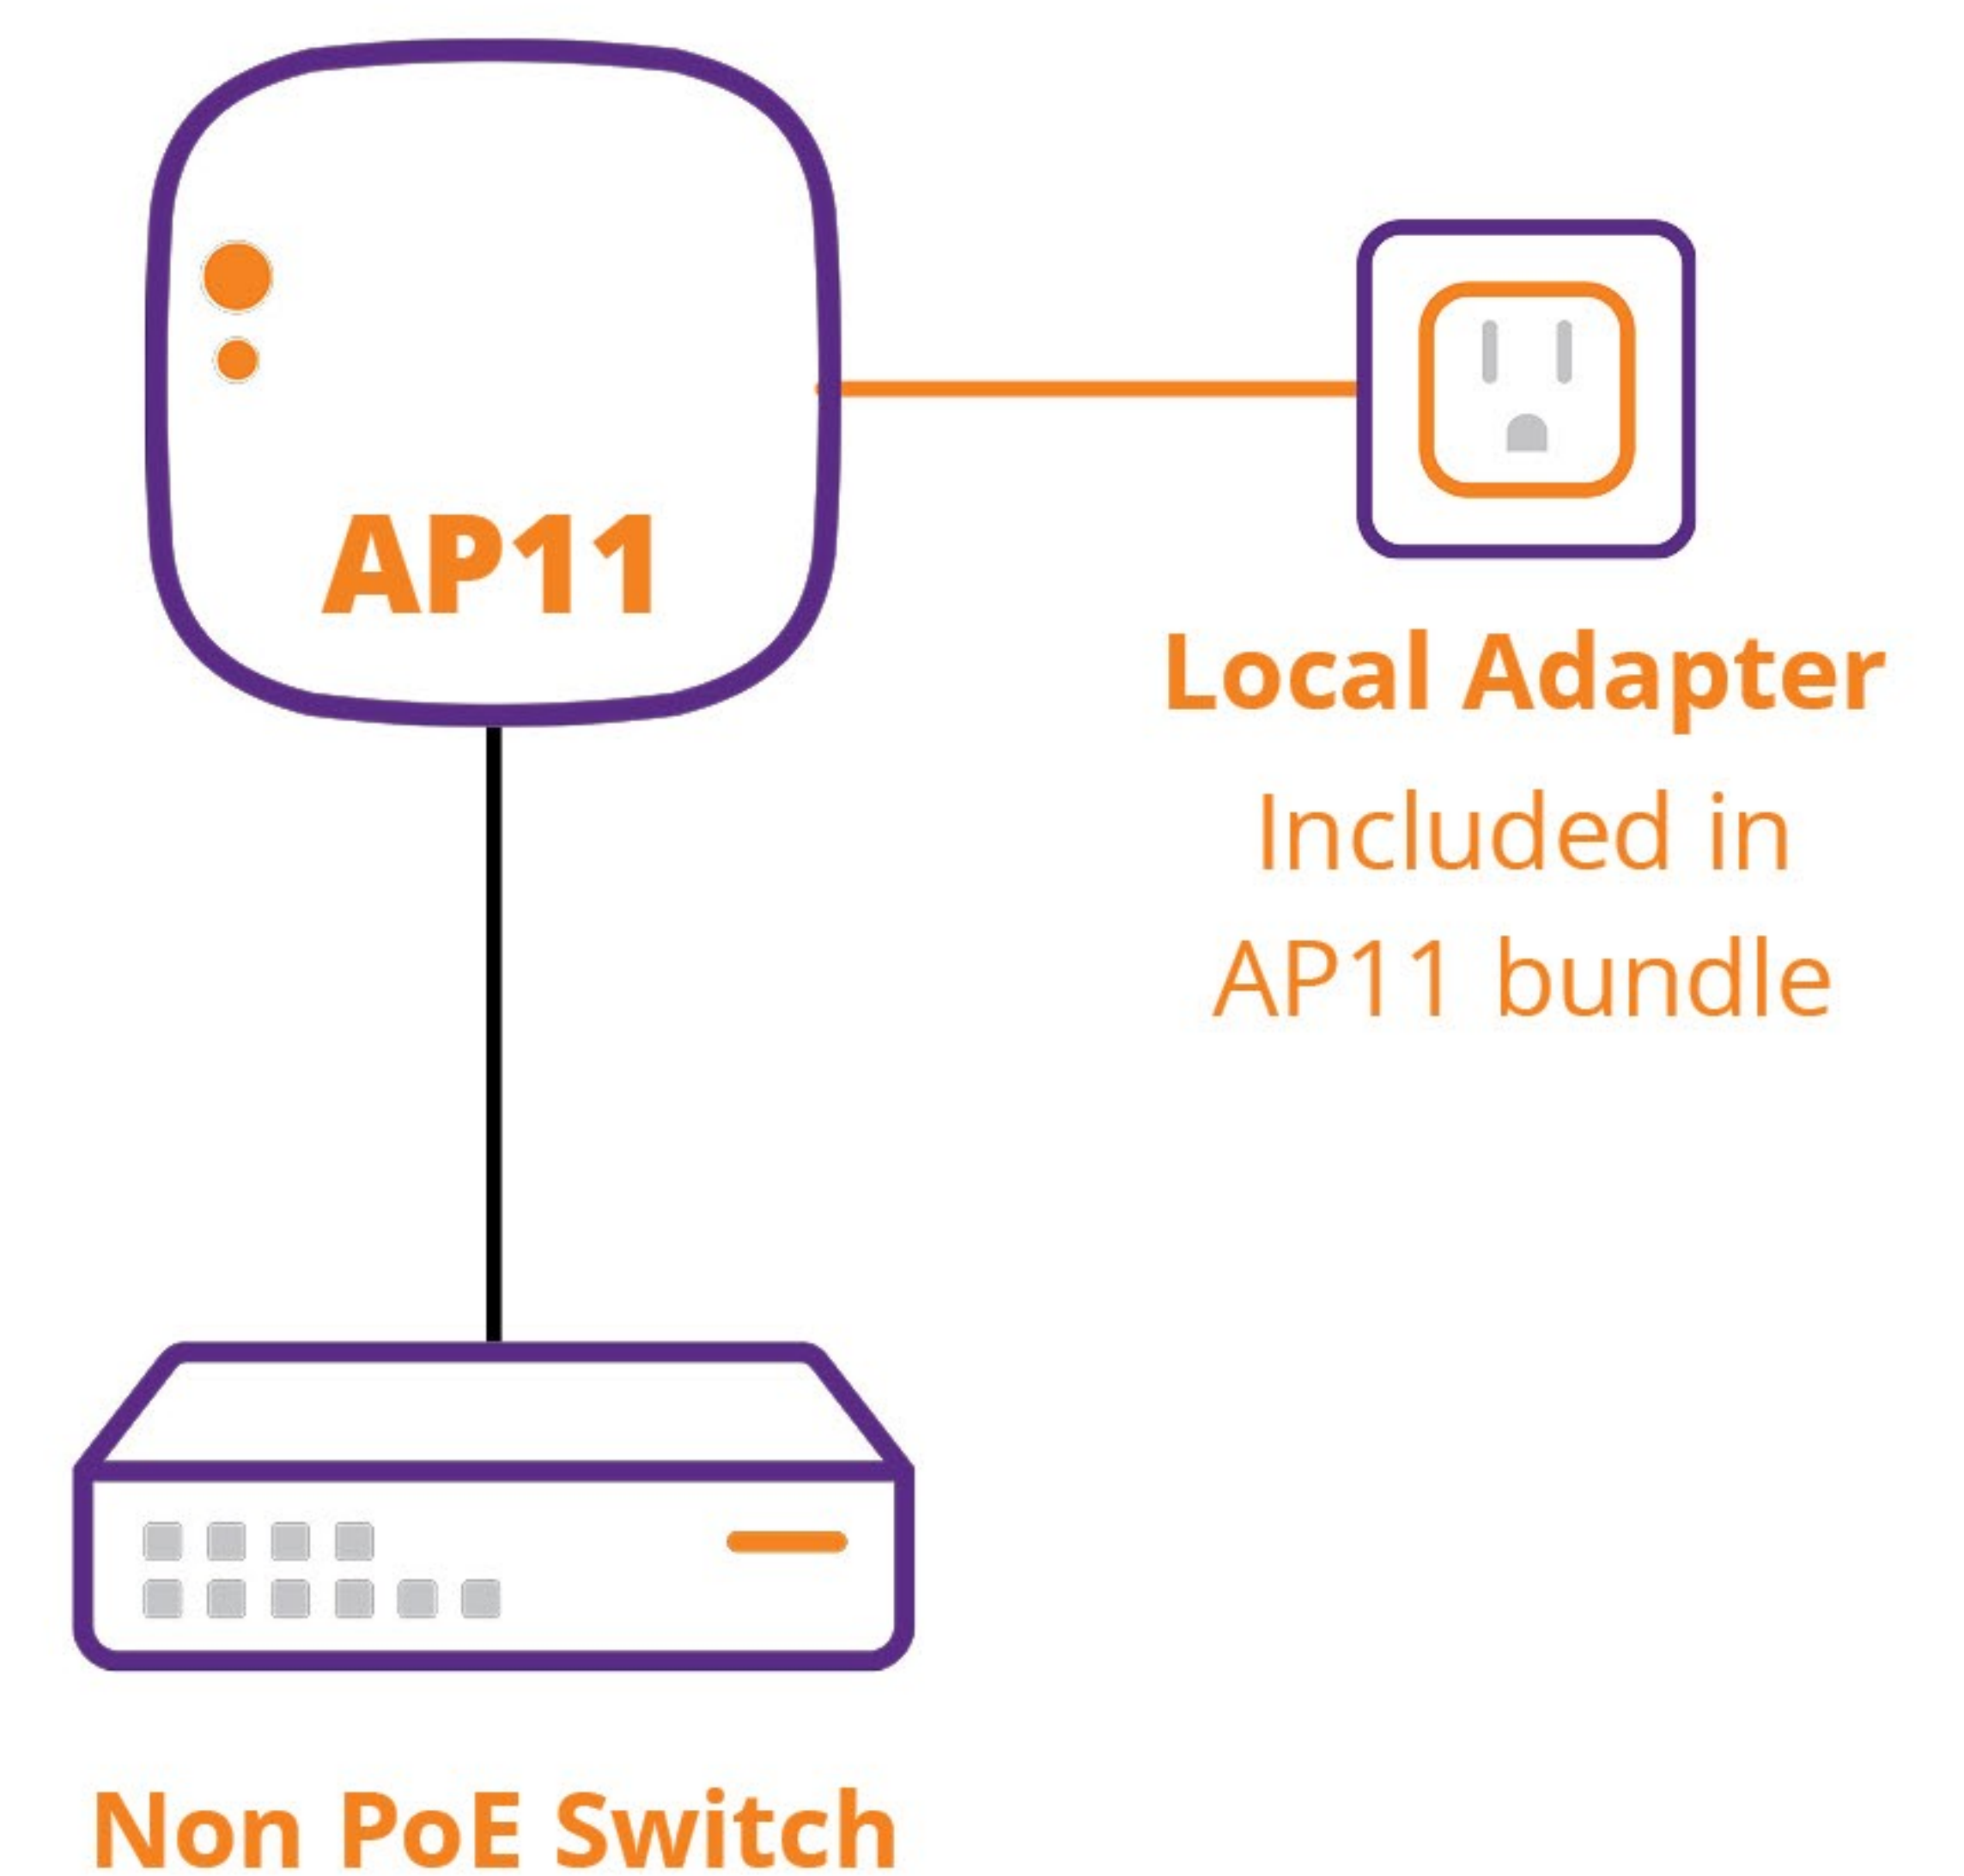 AP11
Local Adapter
Included in
AP11 bundle
Non PoE Switch